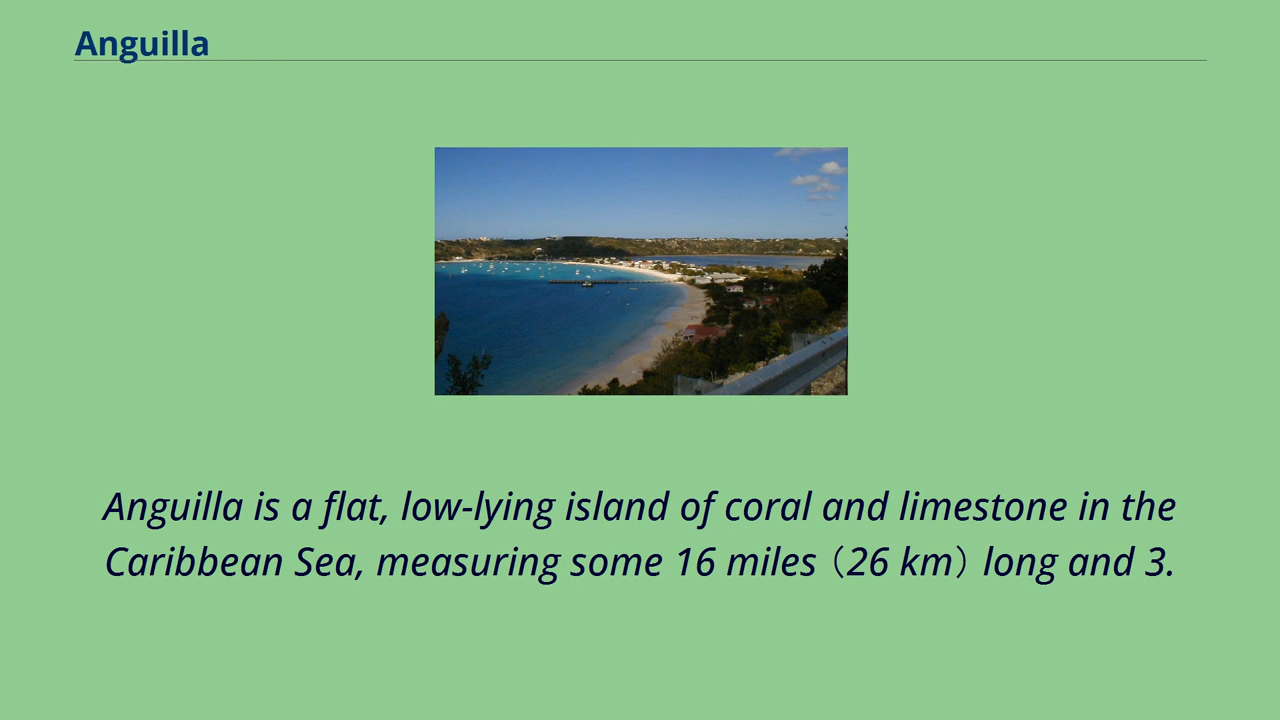 Anguilla
Anguilla is a flat, low-lying island of coral and limestone in the
Caribbean Sea, measuring some 16 miles（26 km）long and 3.